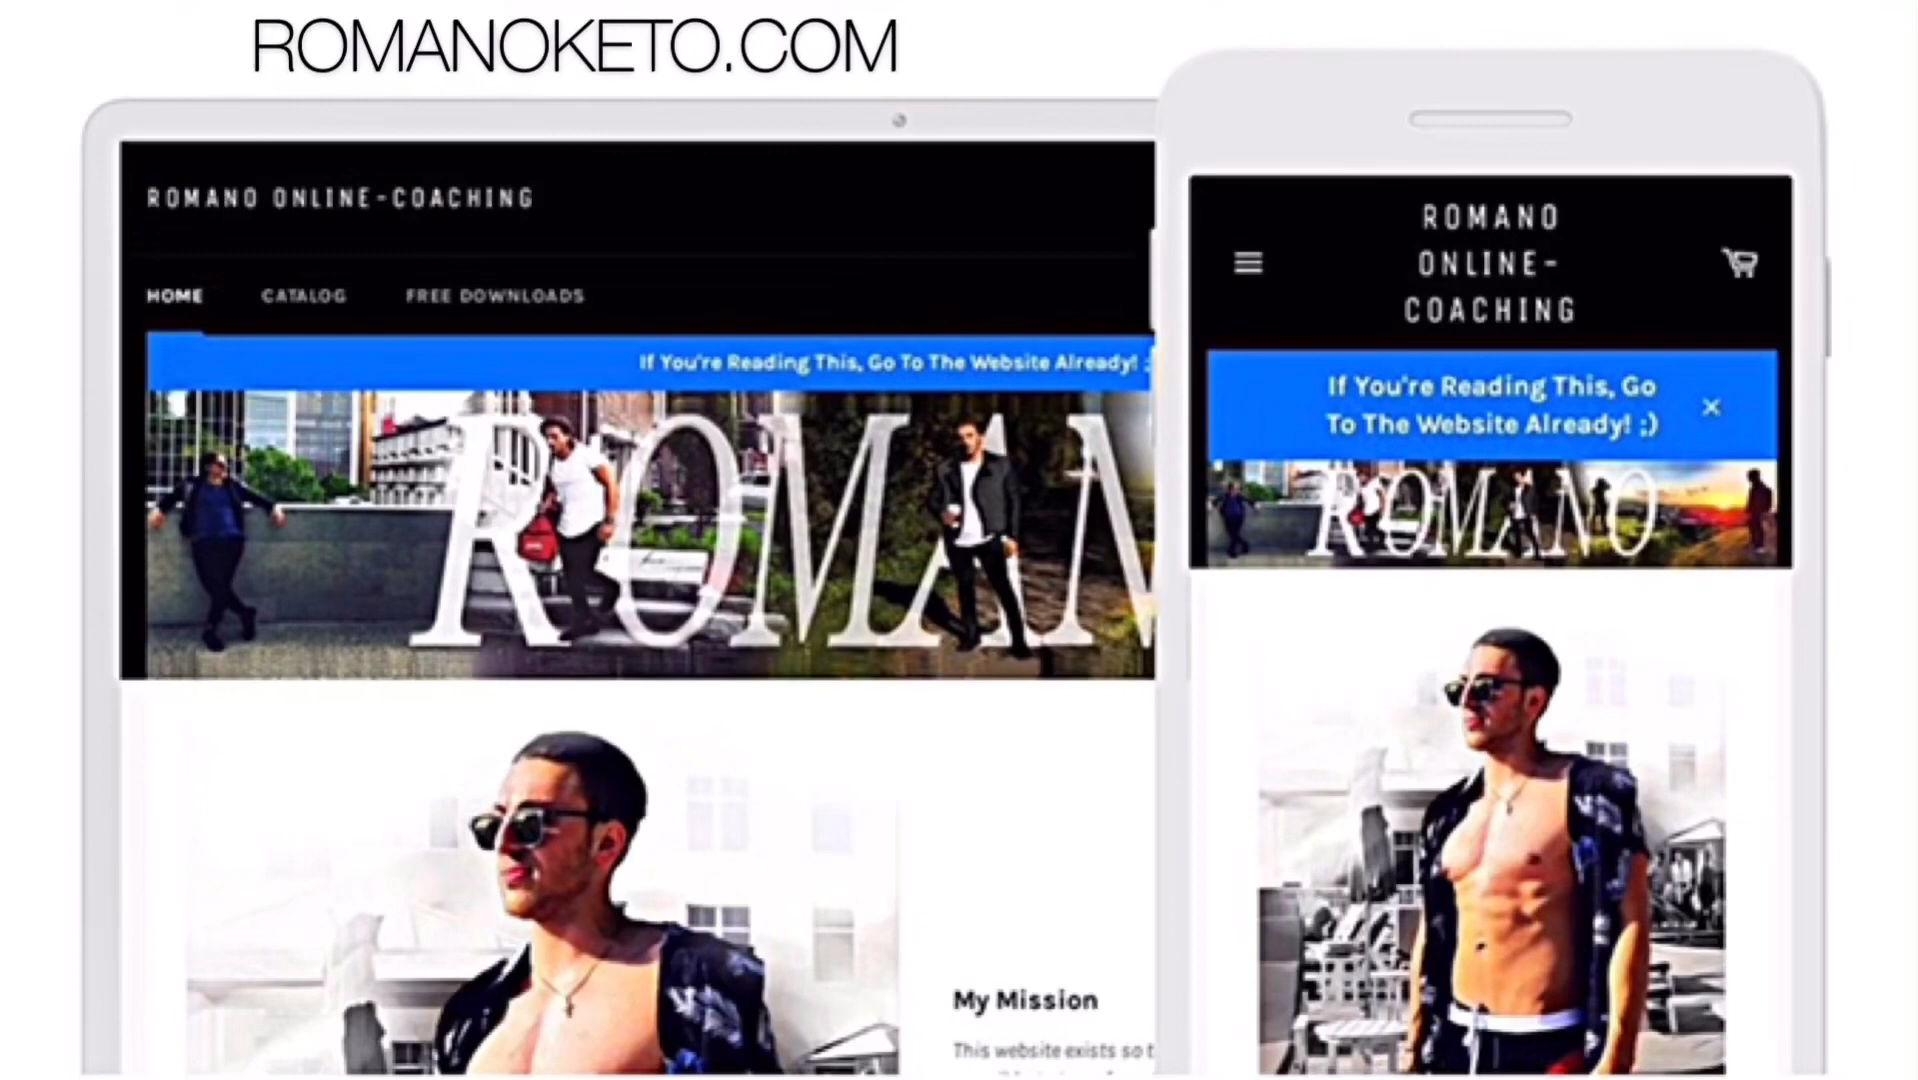 ROMANOKETO.COM
ROMANO ONLINE-COACHING
HOME CATALOG FREE DOWNLOADS
If You're Reading This, Go To The Website Already! ;
ROMAN
My Mission
This website exists so t
ROMANO
ONLINE-
COACHING
If You're Reading This, Go
To The Website Already! ;)
ROMANO